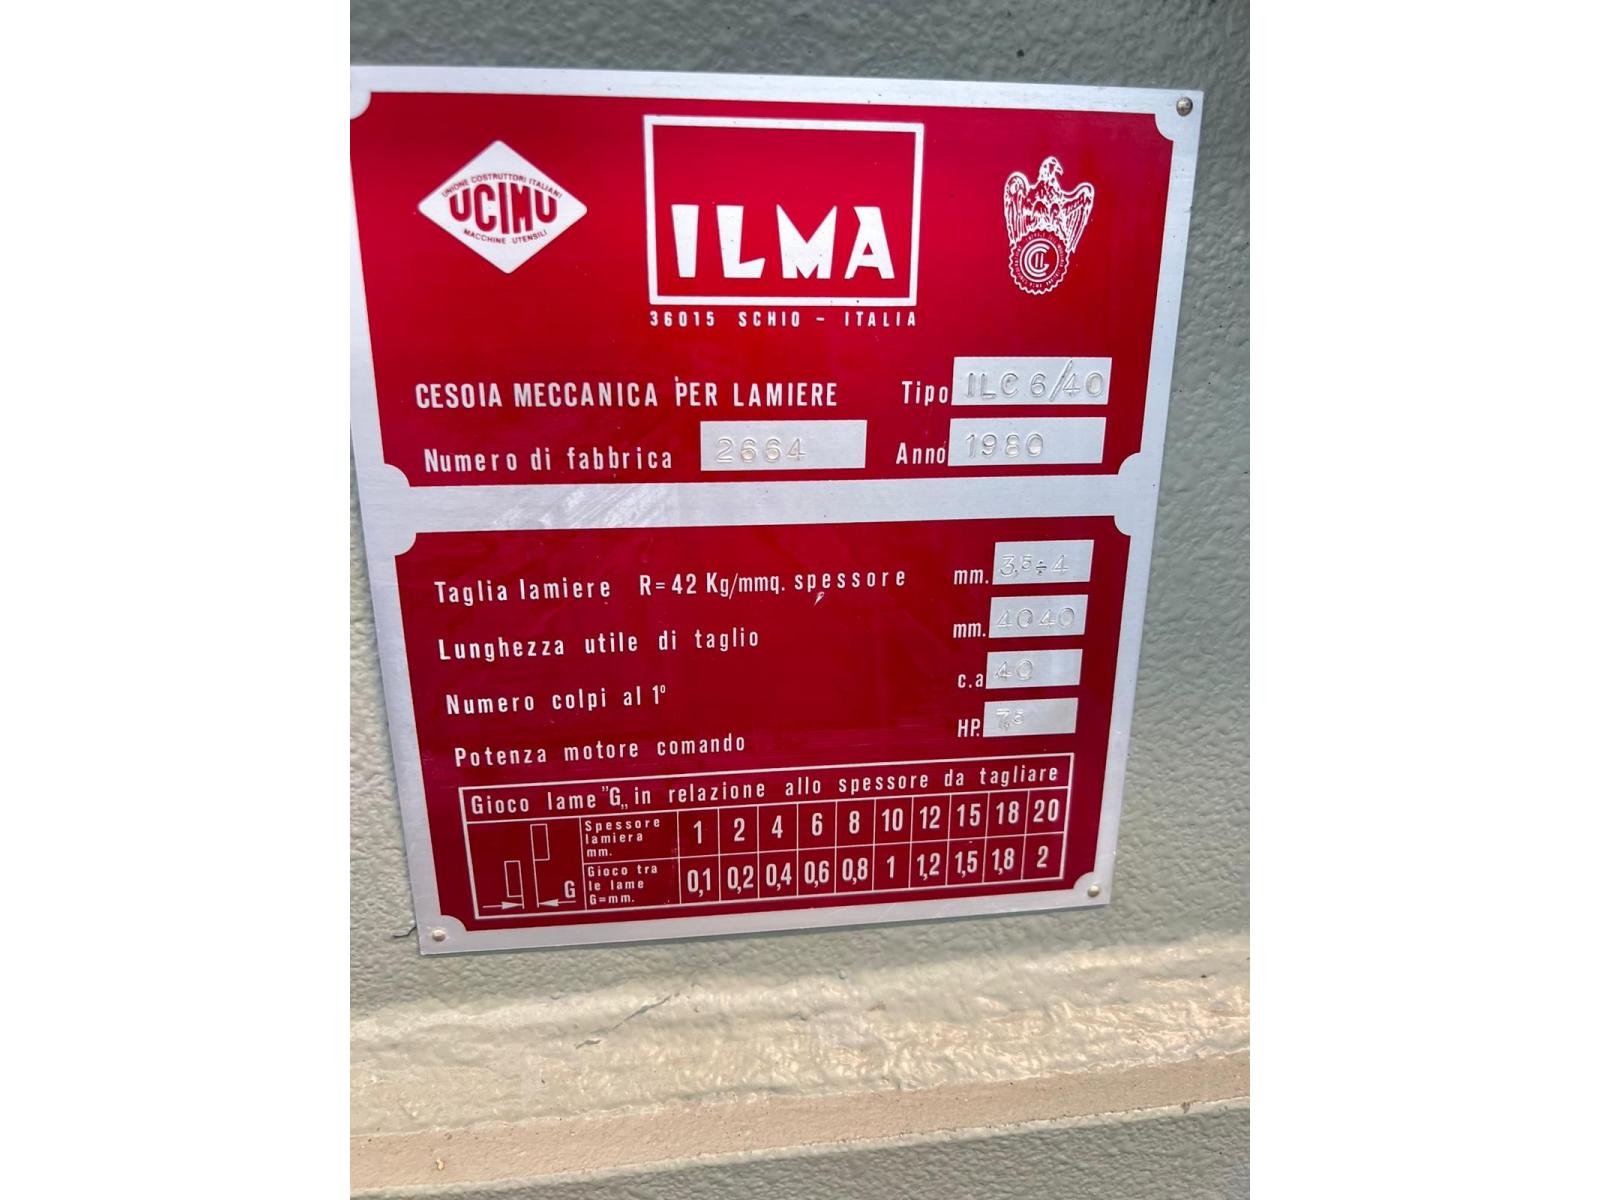 UNIONE COSTRUTTORI ITALIANI
UCIMU
MACCHINE UTENSILI
ILMA
36015 SCHIO - ITALIA
CESOIA MECCANICA PER LAMIERE Tipo ILC 6/40
Numero di fabbrica 2664 Anno 1980
Taglia lamiere R=42 Kg/mmq. spessore mm. 3,5÷4
Lunghezza utile di taglio mm. 4040
Numero colpi al 1º c.a 40
Potenza motore comando HP. 7,5
Gioco lame "G„ in relazione allo spessore da tagliare
Spessore lamiera mm. 1 2 4 6 8 10 12 15 18 20
Gioco tra le lame G=mm. 0,1 0,2 0,4 0,6 0,8 1 1,2 1,5 1,8 2
G